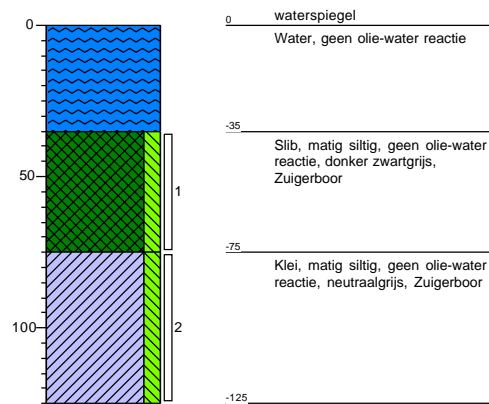 0
50
100
1
2
0
waterspiegel
Water, geen olie-water reactie
-35
Slib, matig siltig, geen olie-water
reactie, donker zwartgrijs,
Zuigerboor
-75
Klei, matig siltig, geen olie-water
reactie, neutraalgrijs, Zuigerboor
-125